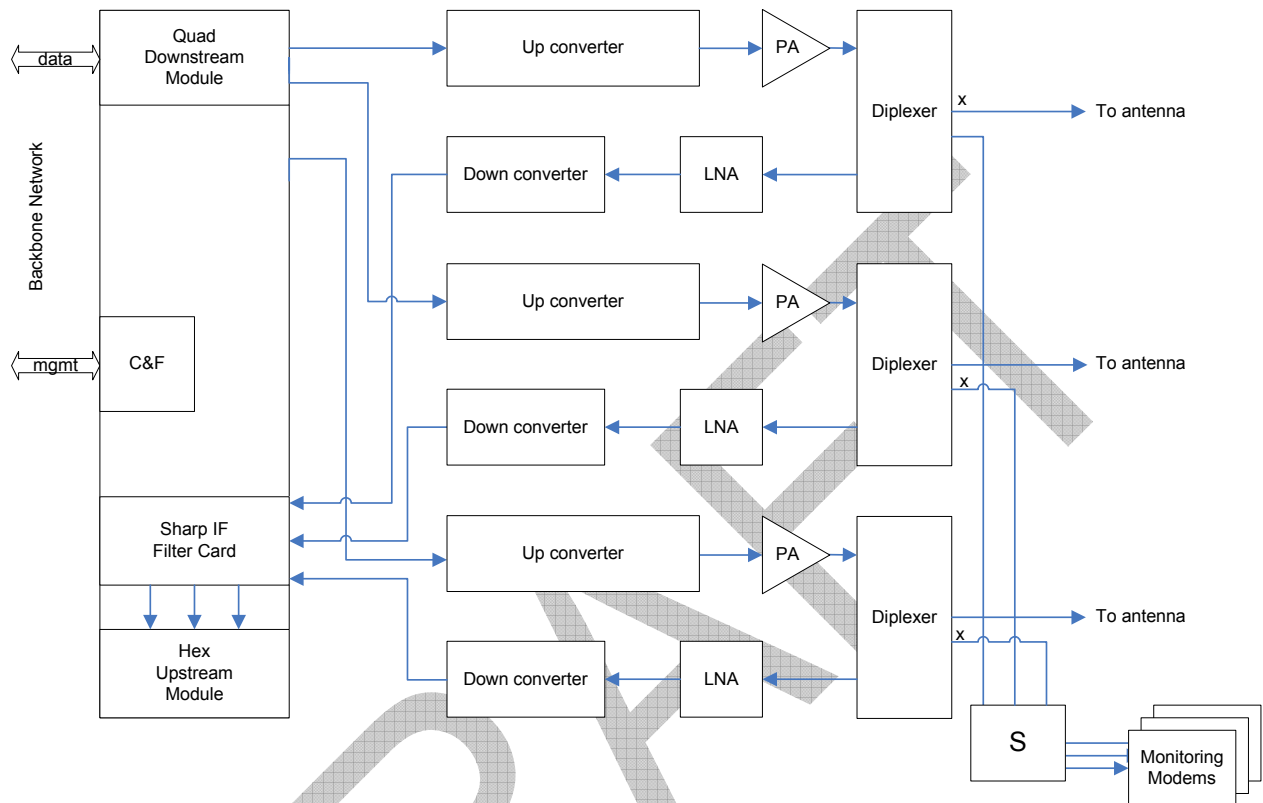 Quad
Downstream
Module
data
Up converter
PA
Diplexer
x
To antenna
Down converter
LNA
Backbone Network
Up converter
PA
Diplexer
To antenna
x
mgmt
C&F
Down converter
LNA
Sharp IF
Filter Card
Up converter
PA
Diplexer
To antenna
x
Hex
Upstream
Module
Down converter
LNA
S
Monitoring
Modems
DRAFT